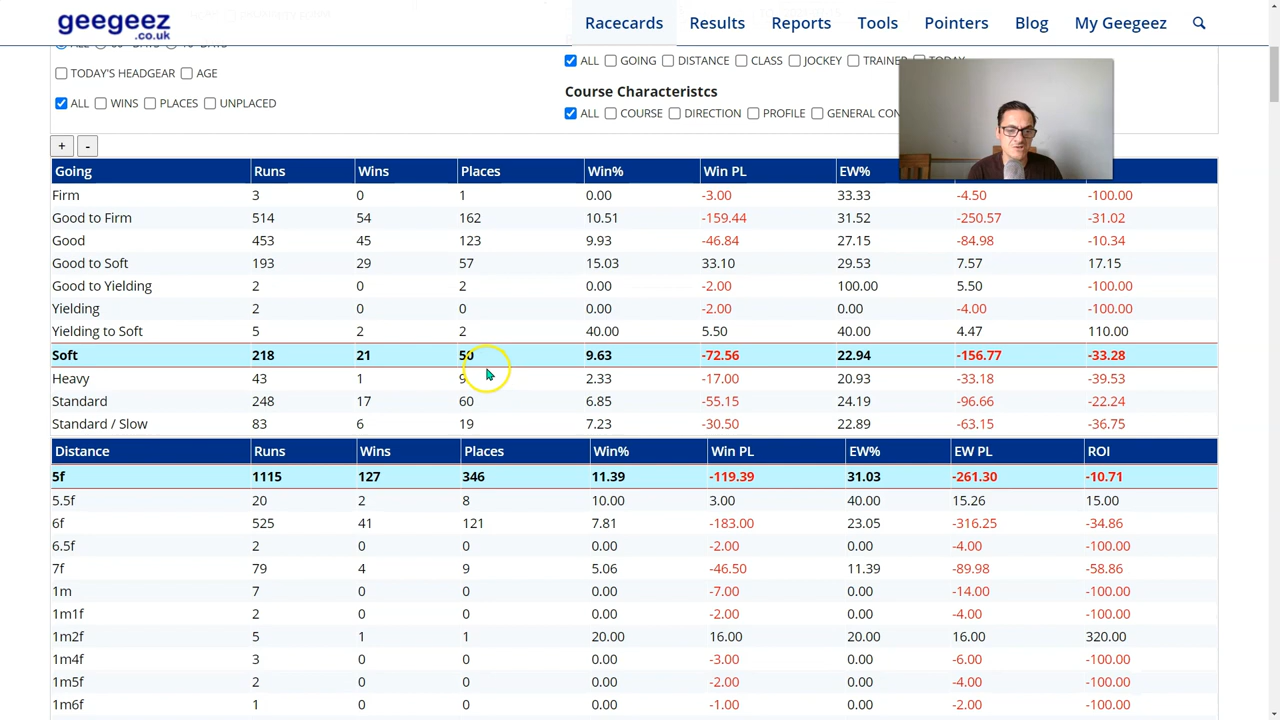 geegeez
.co.uk
Racecards Results Reports Tools Pointers Blog My Geegeez
ALL
TODAY'S HEADGEAR AGE
ALL WINS PLACES UNPLACED
ALL GOING DISTANCE CLASS JOCKEY TRAINER TODAY
Course Characteristcs
ALL COURSE DIRECTION PROFILE GENERAL CON
+ -
Going Runs Wins Places Win% Win PL EW%
Firm 3 0 1 0.00 -3.00 33.33 -4.50 -100.00
Good to Firm 514 54 162 10.51 -159.44 31.52 -250.57 -31.02
Good 453 45 123 9.93 -46.84 27.15 -84.98 -10.34
Good to Soft 193 29 57 15.03 33.10 29.53 7.57 17.15
Good to Yielding 2 0 2 0.00 -2.00 100.00 5.50 -100.00
Yielding 2 0 0 0.00 -2.00 0.00 -4.00 -100.00
Yielding to Soft 5 2 2 40.00 5.50 40.00 4.47 110.00
Soft 218 21 50 9.63 -72.56 22.94 -156.77 -33.28
Heavy 43 1 9 2.33 -17.00 20.93 -33.18 -39.53
Standard 248 17 60 6.85 -55.15 24.19 -96.66 -22.24
Standard / Slow 83 6 19 7.23 -30.50 22.89 -63.15 -36.75
Distance Runs Wins Places Win% Win PL EW% EW PL ROI
5f 1115 127 346 11.39 -119.39 31.03 -261.30 -10.71
5.5f 20 2 8 10.00 3.00 40.00 15.26 15.00
6f 525 41 121 7.81 -183.00 23.05 -316.25 -34.86
6.5f 2 0 0 0.00 -2.00 0.00 -4.00 -100.00
7f 79 4 9 5.06 -46.50 11.39 -89.98 -58.86
1m 7 0 0 0.00 -7.00 0.00 -14.00 -100.00
1m1f 2 0 0 0.00 -2.00 0.00 -4.00 -100.00
1m2f 5 1 1 20.00 16.00 20.00 16.00 320.00
1m4f 3 0 0 0.00 -3.00 0.00 -6.00 -100.00
1m5f 2 0 0 0.00 -2.00 0.00 -4.00 -100.00
1m6f 1 0 0 0.00 -1.00 0.00 -2.00 -100.00